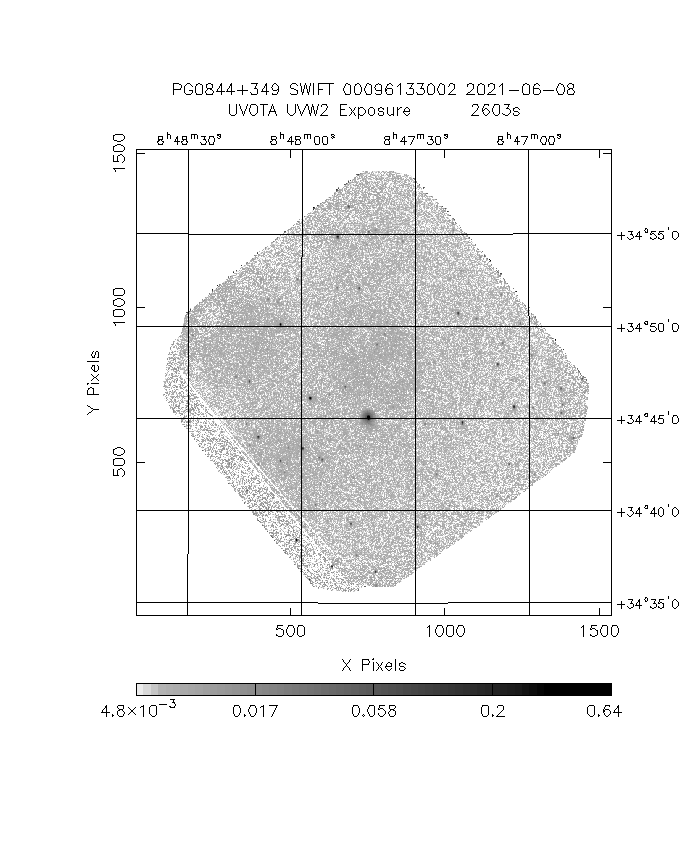 PG0844+349 SWIFT 00096133002 2021-06-08
UVOTA UVW2 Exposure 2603s
8ʰ48ᵐ30ˢ 8ʰ48ᵐ00ˢ 8ʰ47ᵐ30ˢ 8ʰ47ᵐ00ˢ
1500
+34°55'0
1000
+34°50'0
Y Pixels
+34°45'0
500
+34°40'0
+34°35'0
500 1000 1500
X Pixels
4.8×10⁻³ 0.017 0.058 0.2 0.64